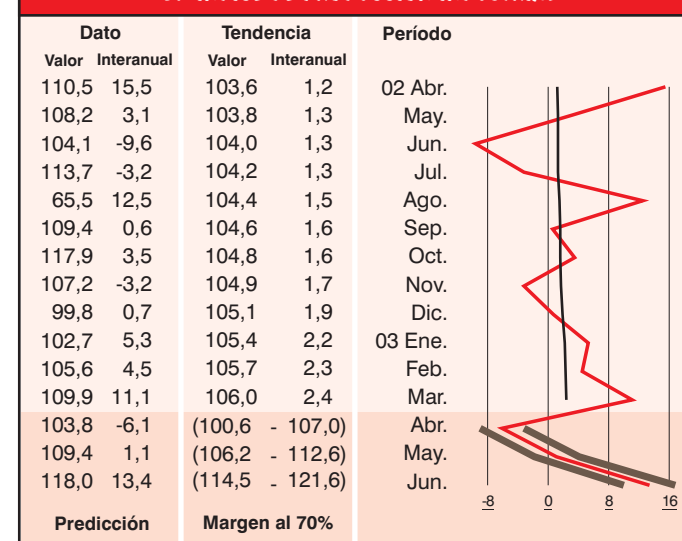 Dato Tendencia Período
Valor Interanual Valor Interanual
110,5 15,5 103,6 1,2 02 Abr.
108,2 3,1 103,8 1,3 May.
104,1 -9,6 104,0 1,3 Jun.
113,7 -3,2 104,2 1,3 Jul.
65,5 12,5 104,4 1,5 Ago.
109,4 0,6 104,6 1,6 Sep.
117,9 3,5 104,8 1,6 Oct.
107,2 -3,2 104,9 1,7 Nov.
99,8 0,7 105,1 1,9 Dic.
102,7 5,3 105,4 2,2 03 Ene.
105,6 4,5 105,7 2,3 Feb.
109,9 11,1 106,0 2,4 Mar.
103,8 -6,1 (100,6 - 107,0) Abr.
109,4 1,1 (106,2 - 112,6) May.
118,0 13,4 (114,5 - 121,6) Jun.
-8 0 8 16
Predicción Margen al 70%